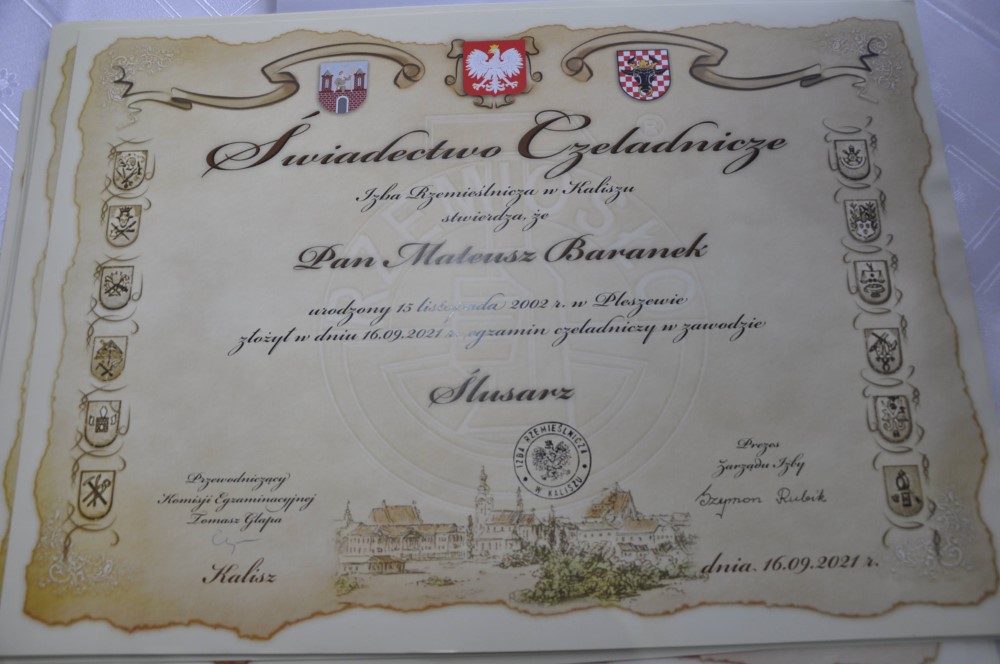 Świadectwo Czeladnicze
Izba Rzemieślnicza w Kaliszu
stwierdza, że
Pan Mateusz Baranek
urodzony 15 listopada 2002 r. w Pleszewie
złożył w dniu 16.09.2021 r. egzamin czeladniczy w zawodzie
Ślusarz
RZEMIOSŁO ®
IZBA RZEMIEŚLNICZA
W KALISZU
Przewodniczący
Komisji Egzaminacyjnej
Tomasz Glapa
Kalisz
Prezes
Zarządu Izby
Szymon Rubik
dnia. 16.09.2021 r.